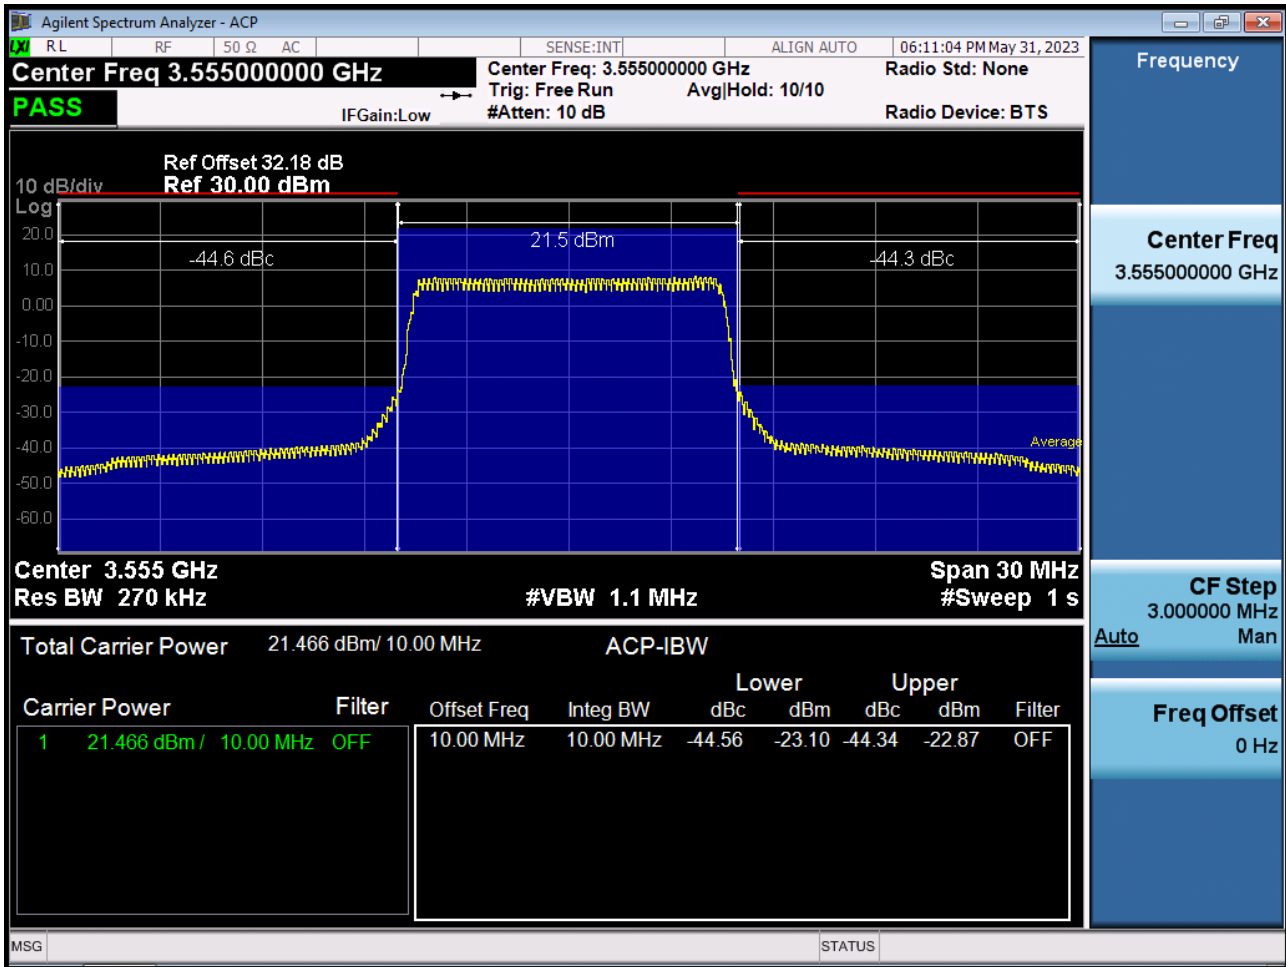 Agilent Spectrum Analyzer - ACP
LXI RL RF 50 Ω AC SENSE:INT ALIGN AUTO 06:11:04 PM May 31, 2023
Center Freq 3.555000000 GHz
PASS
IFGain:Low
Center Freq: 3.555000000 GHz
Trig: Free Run Avg|Hold: 10/10
#Atten: 10 dB
Radio Std: None
Radio Device: BTS
Ref Offset 32.18 dB
10 dB/div Ref 30.00 dBm
Log
20.0
10.0
0.00
-10.0
-20.0
-30.0
-40.0
-50.0
-60.0
-44.6 dBc
21.5 dBm
-44.3 dBc
Average
Center 3.555 GHz Span 30 MHz
Res BW 270 kHz #VBW 1.1 MHz #Sweep 1 s
Total Carrier Power 21.466 dBm/ 10.00 MHz ACP-IBW
Lower Upper
Carrier Power Filter Offset Freq Integ BW dBc dBm dBc dBm Filter
1 21.466 dBm / 10.00 MHz OFF 10.00 MHz 10.00 MHz -44.56 -23.10 -44.34 -22.87 OFF
MSG STATUS
Frequency
Center Freq
3.555000000 GHz
CF Step
3.000000 MHz
Auto Man
Freq Offset
0 Hz